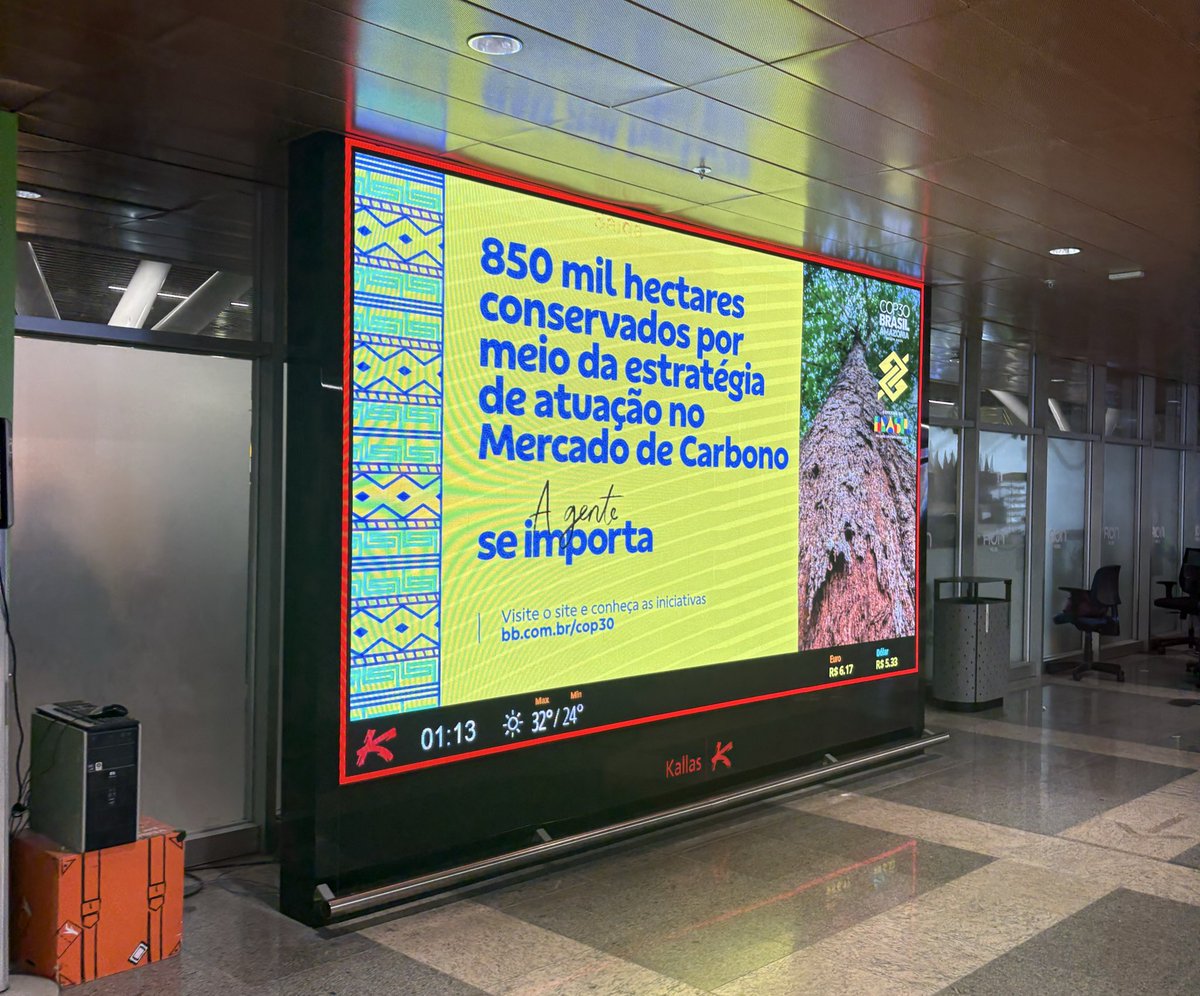 850 mil hectares
conservados por
meio da estratégia
de atuação no
Mercado de Carbono
A gente
se importa
Visite o site e conheça as iniciativas
bb.com.br/cop30
COP30
BRASIL
AMAZÔNIA
01:13
Max Min
32°/24°
Euro
R$ 6.17
Dólar
R$ 5.33
Kallas